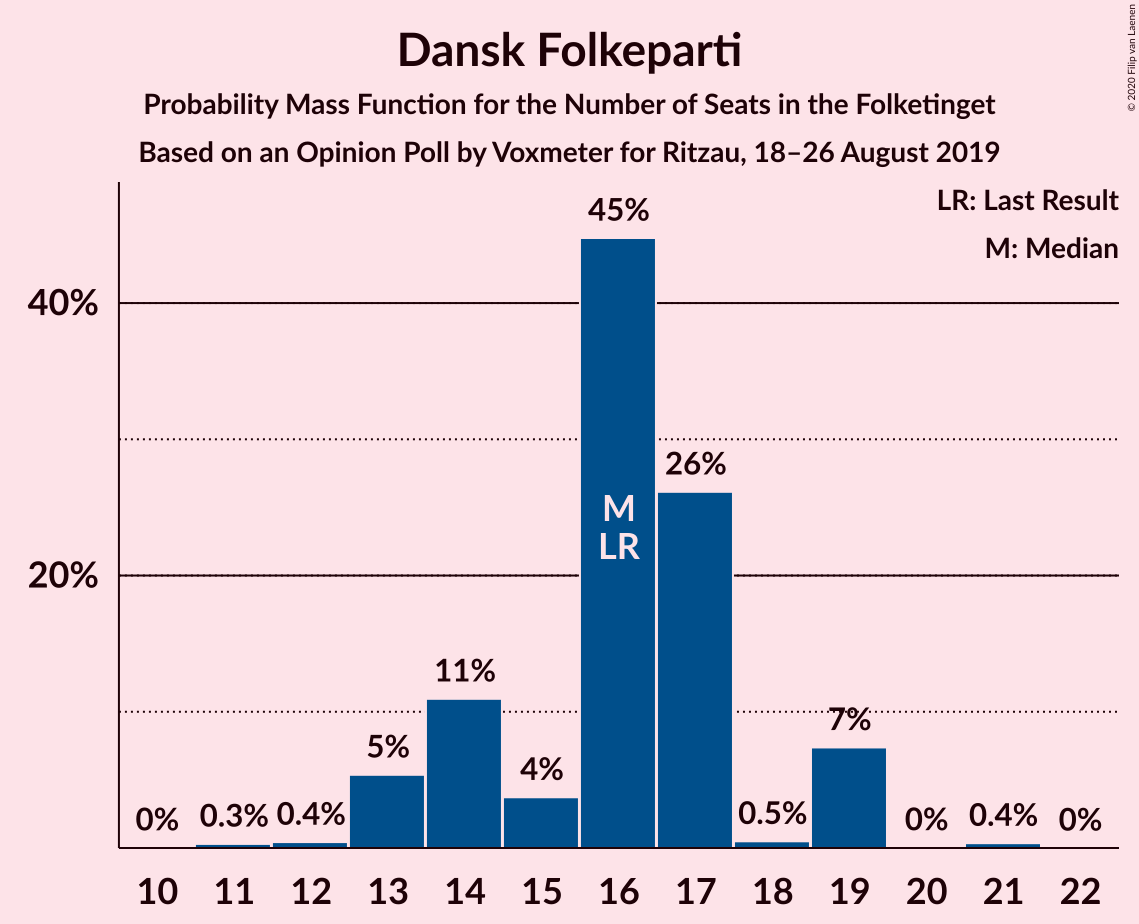 Dansk Folkeparti
Probability Mass Function for the Number of Seats in the Folketinget
Based on an Opinion Poll by Voxmeter for Ritzau, 18–26 August 2019
© 2020 Filip van Laenen
LR: Last Result
M: Median
45%
40%
26%
M
LR
20%
11%
7%
5%
4%
0%
0.3%
0.4%
0.5%
0%
0.4%
0%
10 11 12 13 14 15 16 17 18 19 20 21 22